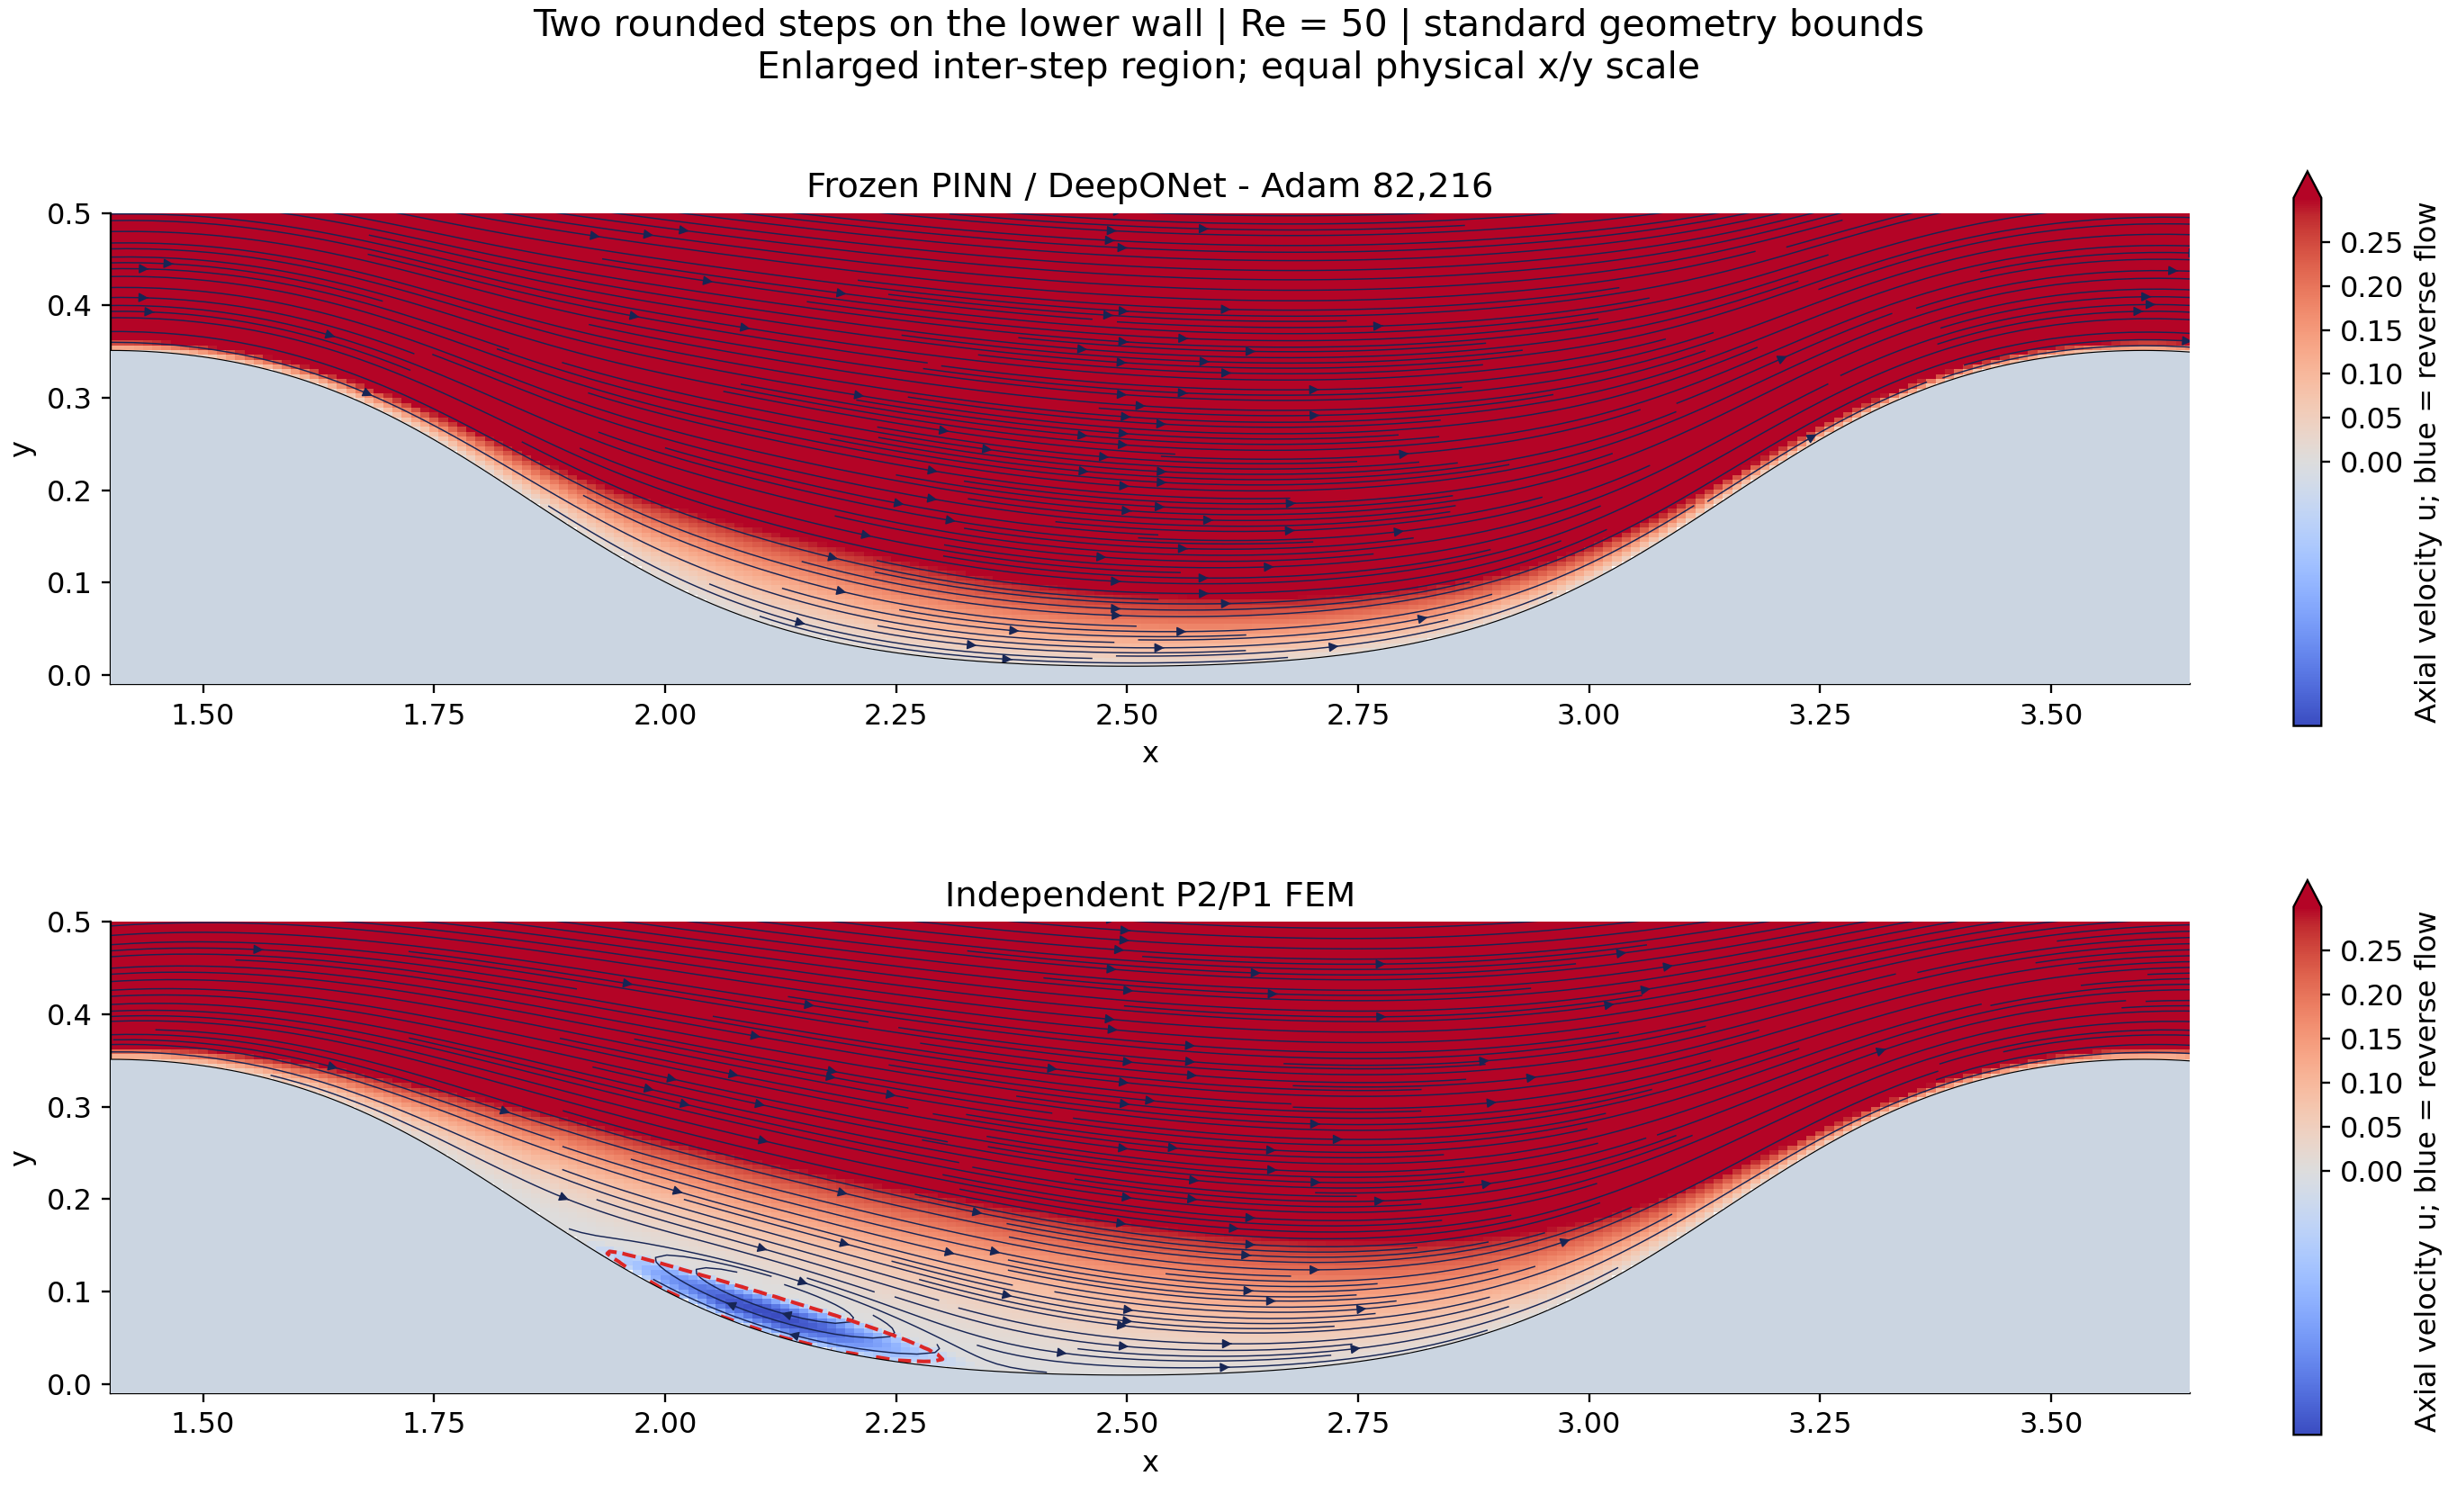 Two rounded steps on the lower wall | Re = 50 | standard geometry bounds
Enlarged inter-step region; equal physical x/y scale
Frozen PINN / DeepONet - Adam 82,216
0.5
0.4
0.3
0.2
0.1
0.0
y
1.50 1.75 2.00 2.25 2.50 2.75 3.00 3.25 3.50
x
0.25
0.20
0.15
0.10
0.05
0.00
Axial velocity u; blue = reverse flow
Independent P2/P1 FEM
0.5
0.4
0.3
0.2
0.1
0.0
y
1.50 1.75 2.00 2.25 2.50 2.75 3.00 3.25 3.50
x
0.25
0.20
0.15
0.10
0.05
0.00
Axial velocity u; blue = reverse flow